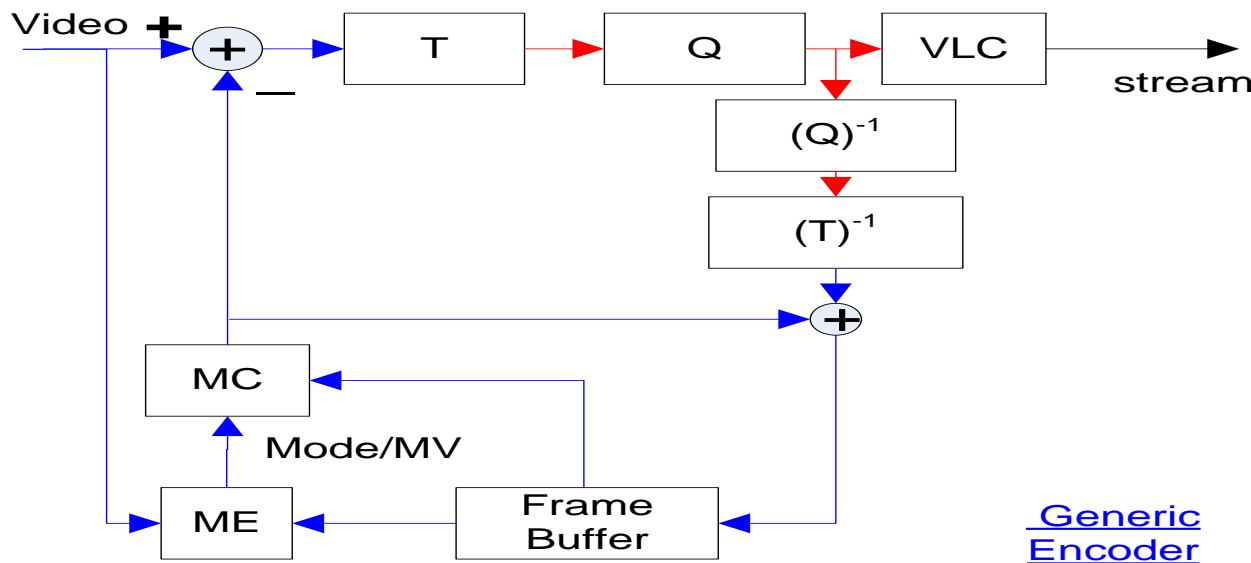 Video +
+
T
Q
VLC
stream
—
(Q)⁻¹
(T)⁻¹
+
MC
Mode/MV
ME
Frame
Buffer
Generic
Encoder